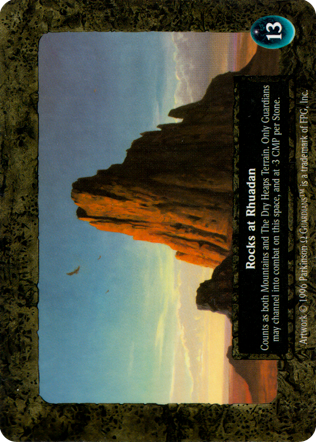 13
Rocks at Rhuadan
Counts as both Mountains and The Dry Heaps Terrain. Only Guardians
may channel into combat on this space, and at -3 CMP per Stone.
Artwork © 1996 Parkinson LI GUARDIANS™ is a trademark of FPG, Inc.